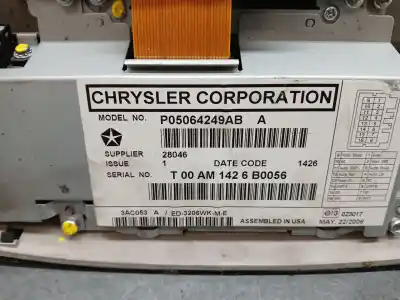 CHRYSLER CORPORATION
MODEL NO. P05064249AB A
SUPPLIER 28046
ISSUE 1 DATE CODE 1426
SERIAL NO. T 00 AM 142 6 B0056
3AC053 A / ED-3206WK-M-E
ASSEMBLED IN USA
023017
MAY, 22/2006